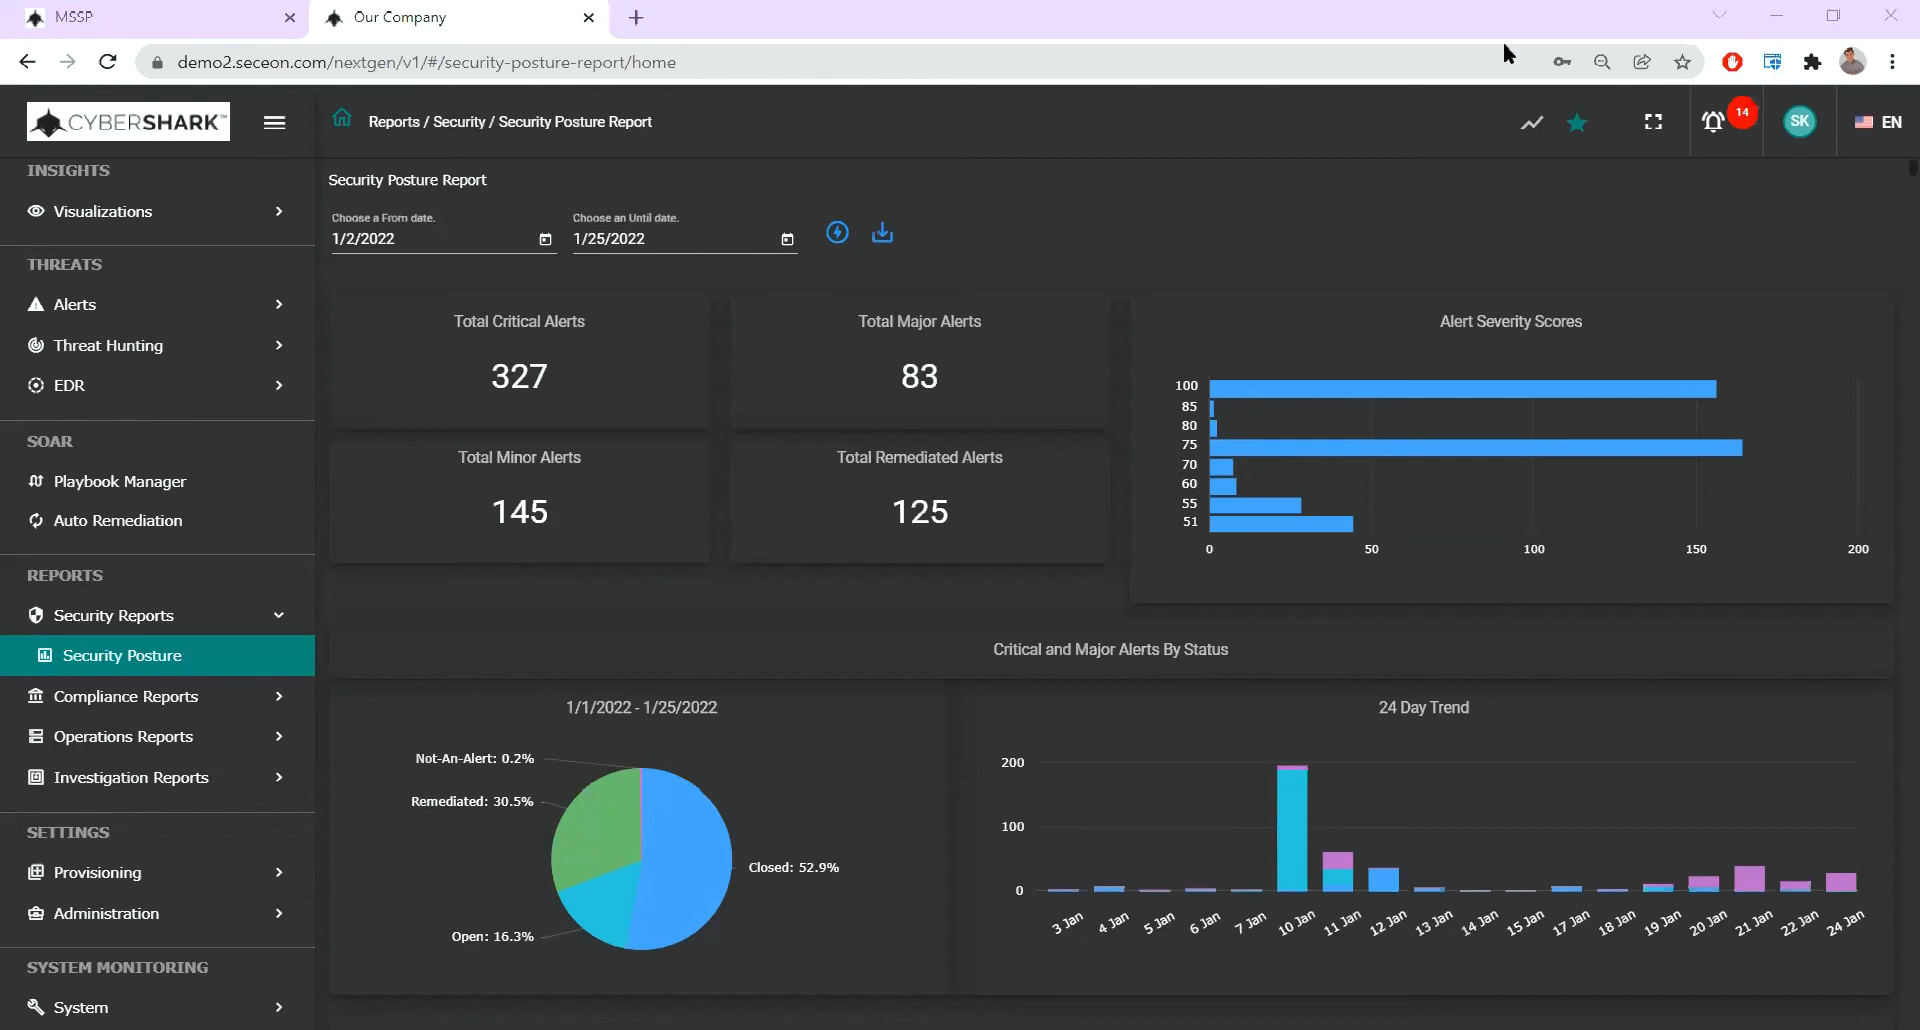 MSSP
Our Company
demo2.seceon.com/nextgen/v1/#/security-posture-report/home
CYBERSHARK™
Reports / Security / Security Posture Report
14
SK
EN
INSIGHTS
Visualizations
THREATS
Alerts
Threat Hunting
EDR
SOAR
Playbook Manager
Auto Remediation
REPORTS
Security Reports
Security Posture
Compliance Reports
Operations Reports
Investigation Reports
SETTINGS
Provisioning
Administration
SYSTEM MONITORING
System
Security Posture Report
Choose a From date.
1/2/2022
Choose an Until date.
1/25/2022
Total Critical Alerts
327
Total Major Alerts
83
Total Minor Alerts
145
Total Remediated Alerts
125
Alert Severity Scores
100
85
80
75
70
60
55
51
0 50 100 150 200
Critical and Major Alerts By Status
1/1/2022 - 1/25/2022
Not-An-Alert: 0.2%
Remediated: 30.5%
Closed: 52.9%
Open: 16.3%
24 Day Trend
200
100
0
3 Jan 4 Jan 5 Jan 6 Jan 7 Jan 10 Jan 11 Jan 12 Jan 13 Jan 14 Jan 15 Jan 17 Jan 18 Jan 19 Jan 20 Jan 21 Jan 22 Jan 24 Jan